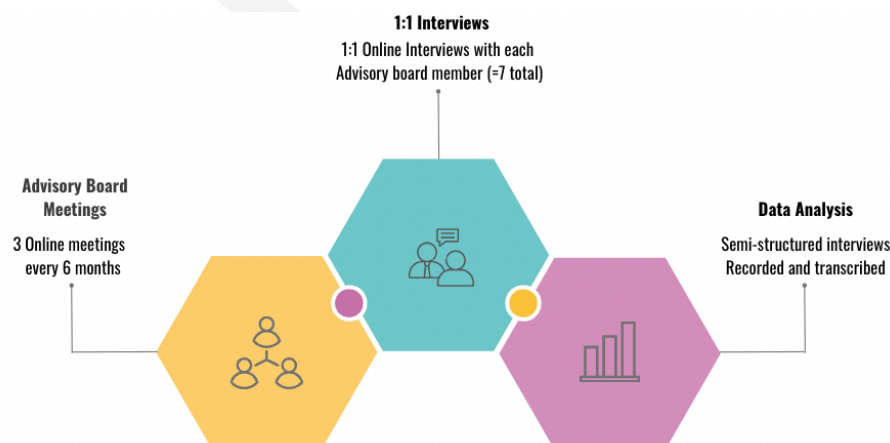 1:1 Interviews
1:1 Online Interviews with each
Advisory board member (=7 total)
Advisory Board
Meetings
3 Online meetings
every 6 months
Data Analysis
Semi-structured interviews
Recorded and transcribed